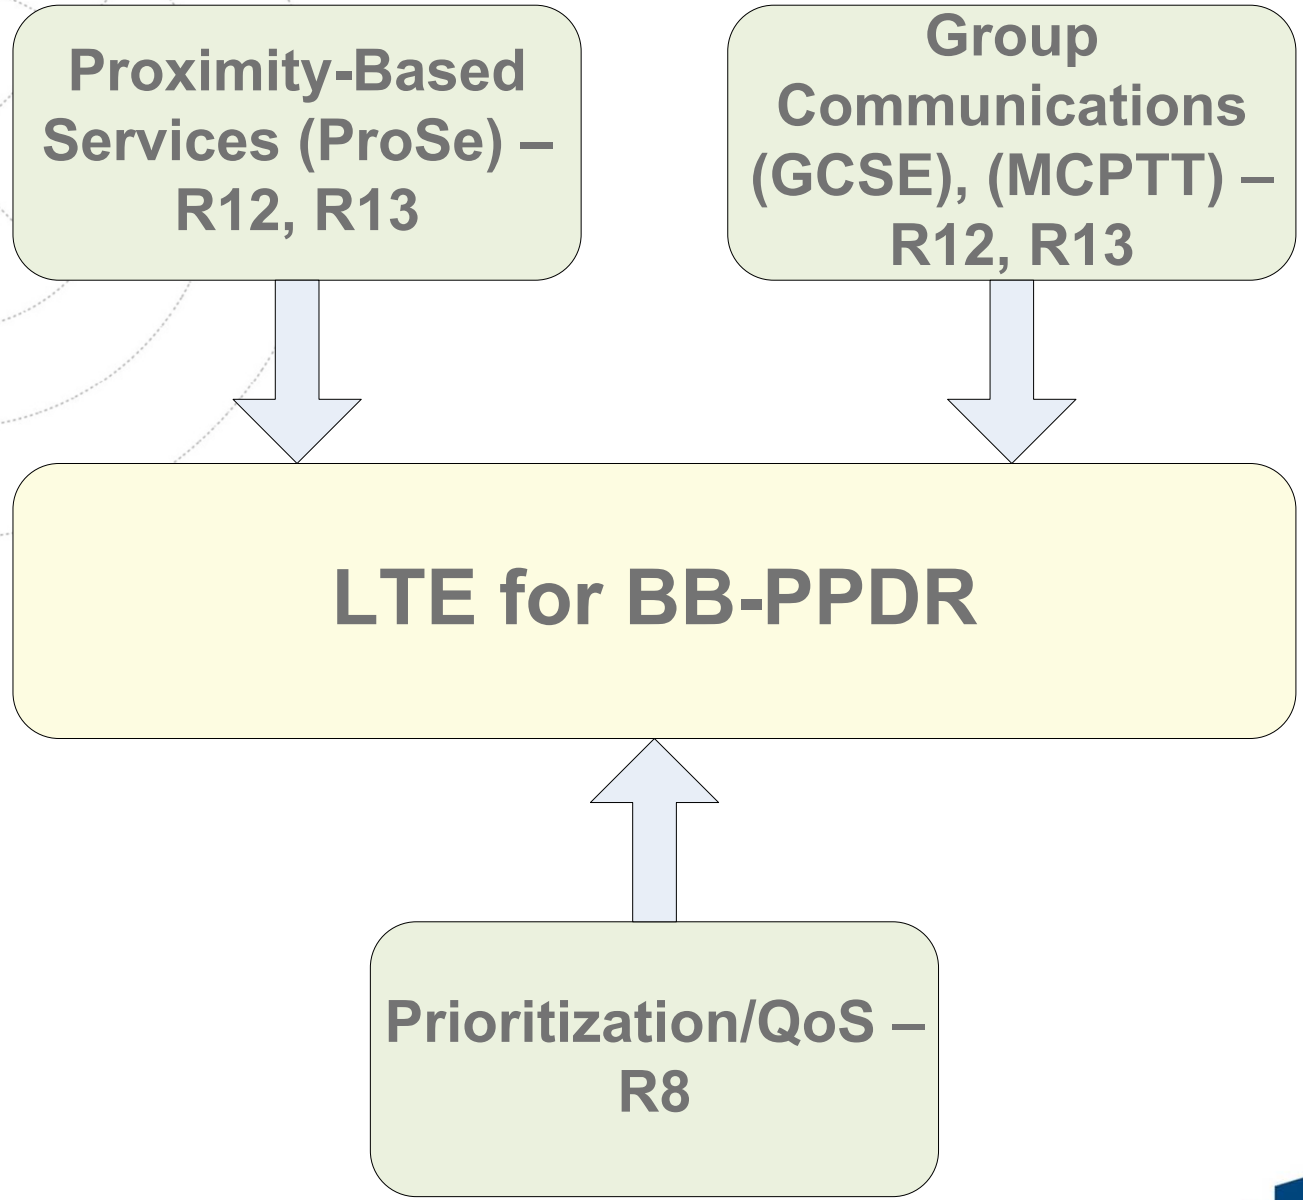 Proximity-Based
Services (ProSe) –
R12, R13
Group
Communications
(GCSE), (MCPTT) –
R12, R13
LTE for BB-PPDR
Prioritization/QoS –
R8